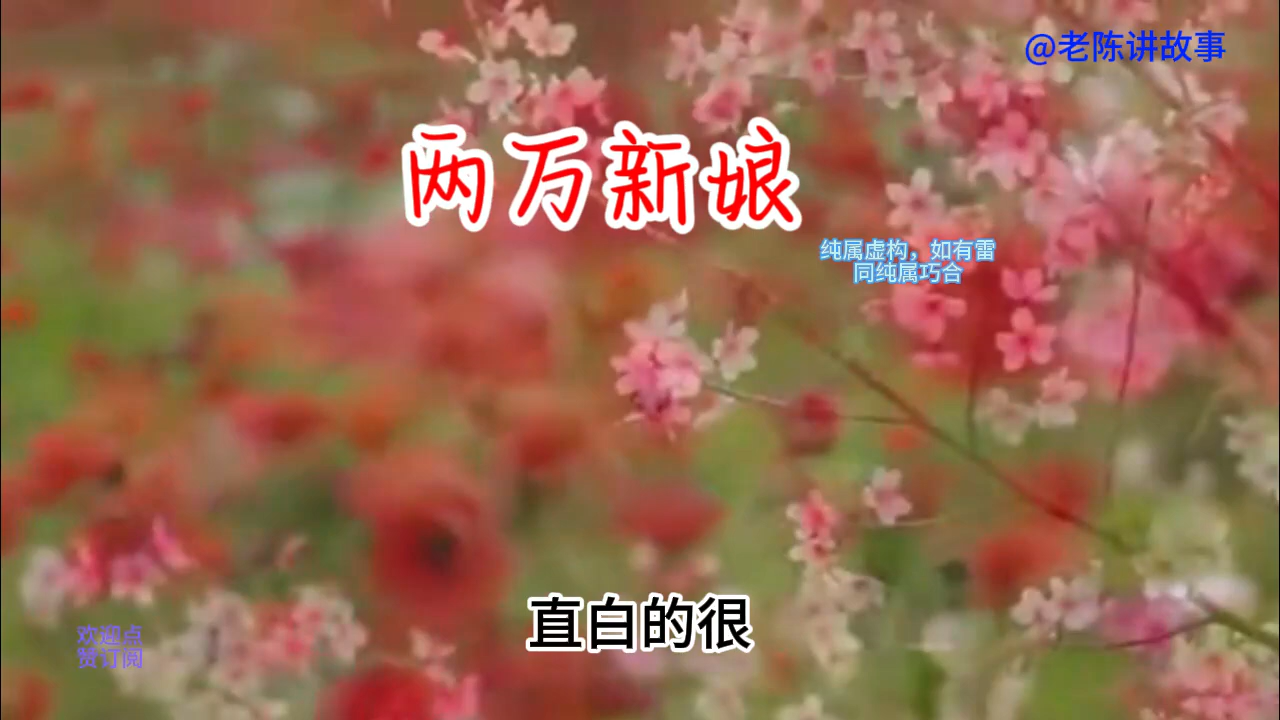 @老陈讲故事
两万新娘
纯属虚构，如有雷
同纯属巧合
直白的很
欢迎点
赞订阅